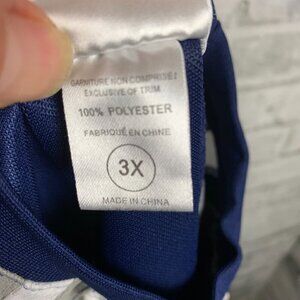 GARNITURE NON COMPRISE
EXCLUSIVE OF TRIM
100% POLYESTER
FABRIQUÉ EN CHINE
3X
MADE IN CHINA